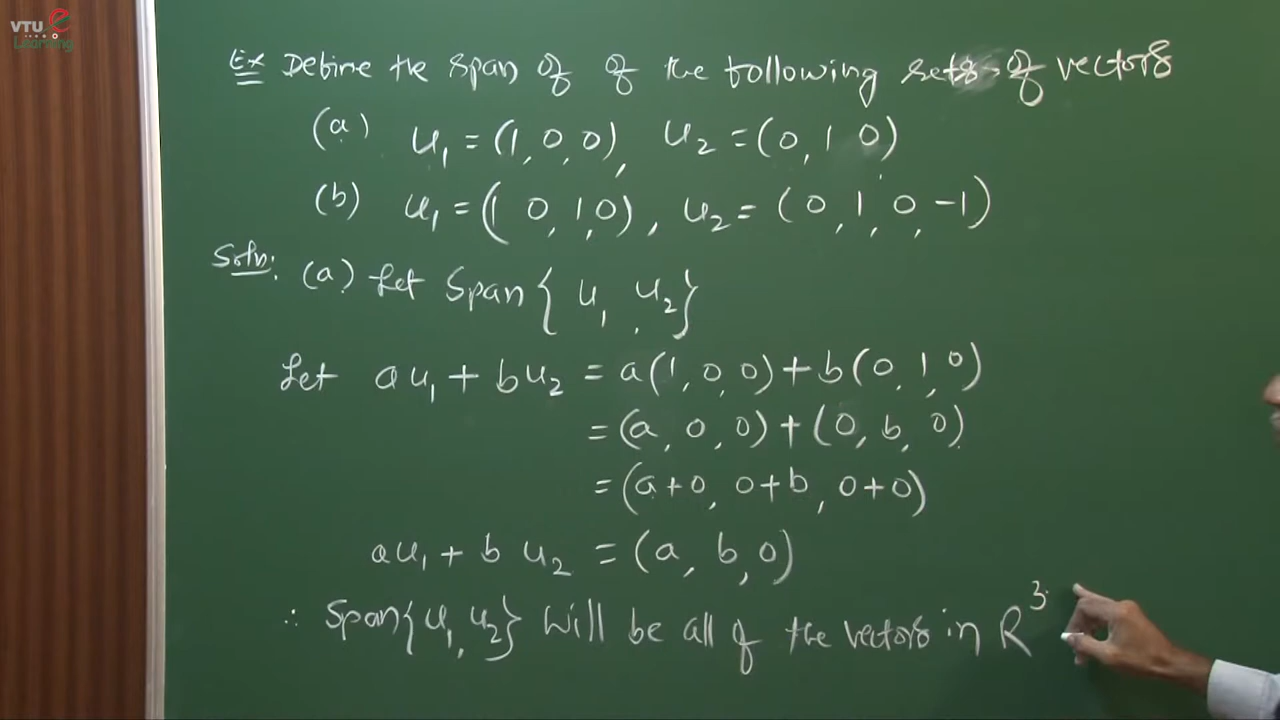 VTU e
Learning
Ex Define the span of of the following sets of vectors
(a) u₁ = (1, 0, 0), u₂ = (0, 1 0)
(b) u₁ = (1 0, 1, 0), u₂ = (0, 1, 0, -1)
Soln: (a) Let Span{u₁, u₂}
Let au₁ + bu₂ = a(1, 0, 0) + b(0, 1, 0)
= (a, 0, 0) + (0, b, 0)
= (a+0, 0+b, 0+0)
au₁ + b u₂ = (a, b, 0)
∴ Span{u₁, u₂} will be all of the vectors in R³